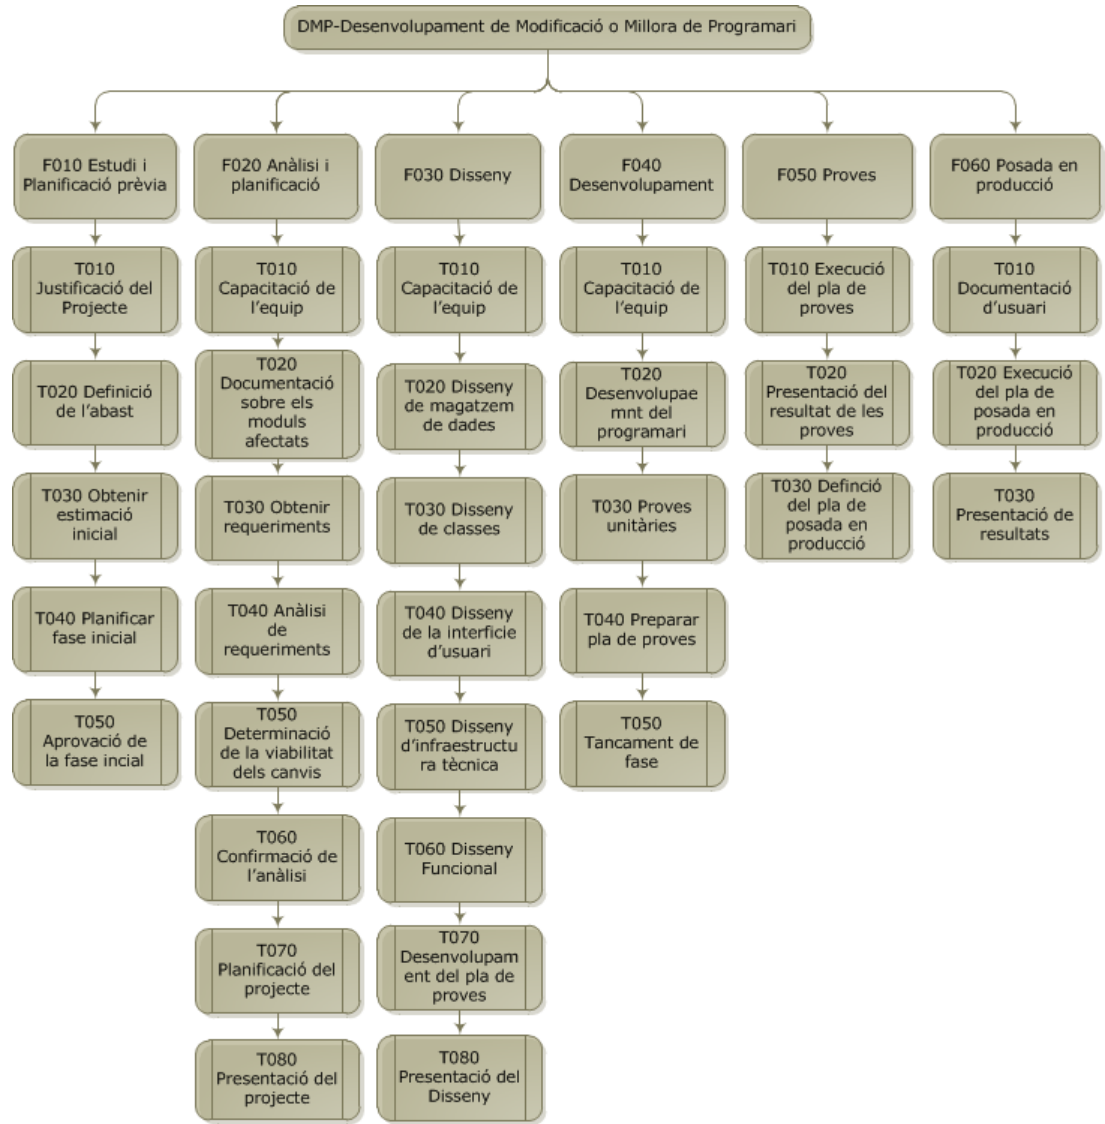 DMP-Desenvolupament de Modificació o Millora de Programari
F010 Estudi i
Planificació prèvia
T010
Justificació del
Projecte
T020 Definició
de l'abast
T030 Obtenir
estimació
inicial
T040 Planificar
fase inicial
T050
Aprovació de
la fase incial
F020 Anàlisi i
planificació
T010
Capacitació de
l'equip
T020
Documentació
sobre els
moduls
afectats
T030 Obtenir
requeriments
T040 Anàlisi
de
requeriments
T050
Determinació
de la viabilitat
dels canvis
T060
Confirmació de
l'anàlisi
T070
Planificació del
projecte
T080
Presentació del
projecte
F030 Disseny
T010
Capacitació de
l'equip
T020 Disseny
de magatzem
de dades
T030 Disseny
de classes
T040 Disseny
de la interficie
d'usuari
T050 Disseny
d'infraestructu
ra tècnica
T060 Disseny
Funcional
T070
Desenvolupam
ent del pla de
proves
T080
Presentació del
Disseny
F040
Desenvolupament
T010
Capacitació de
l'equip
T020
Desenvolupae
mnt del
programari
T030 Proves
unitàries
T040 Preparar
pla de proves
T050
Tancament de
fase
F050 Proves
T010 Execució
del pla de
proves
T020
Presentació del
resultat de les
proves
T030 Definció
del pla de
posada en
producció
F060 Posada en
producció
T010
Documentació
d'usuari
T020 Execució
del pla de
posada en
producció
T030
Presentació de
resultats